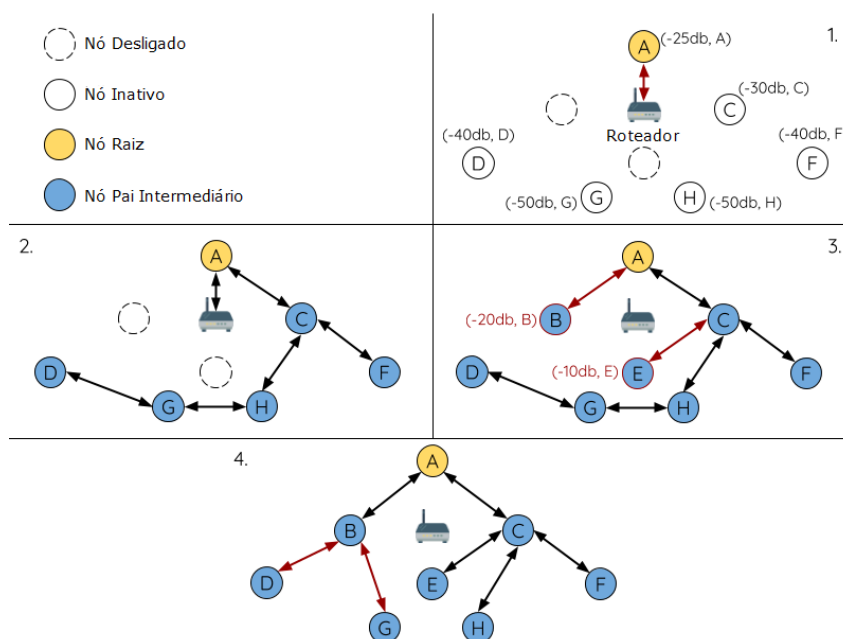 Nó Desligado
Nó Inativo
Nó Raiz
Nó Pai Intermediário
1.
A
(-25db, A)
(-30db, C)
C
Roteador
(-40db, D)
D
(-40db, F
F
(-50db, G)
G
H
(-50db, H)
2.
A
C
D
F
G
H
3.
A
(-20db, B)
B
C
(-10db, E)
E
D
F
G
H
4.
A
B
C
D
E
F
G
H